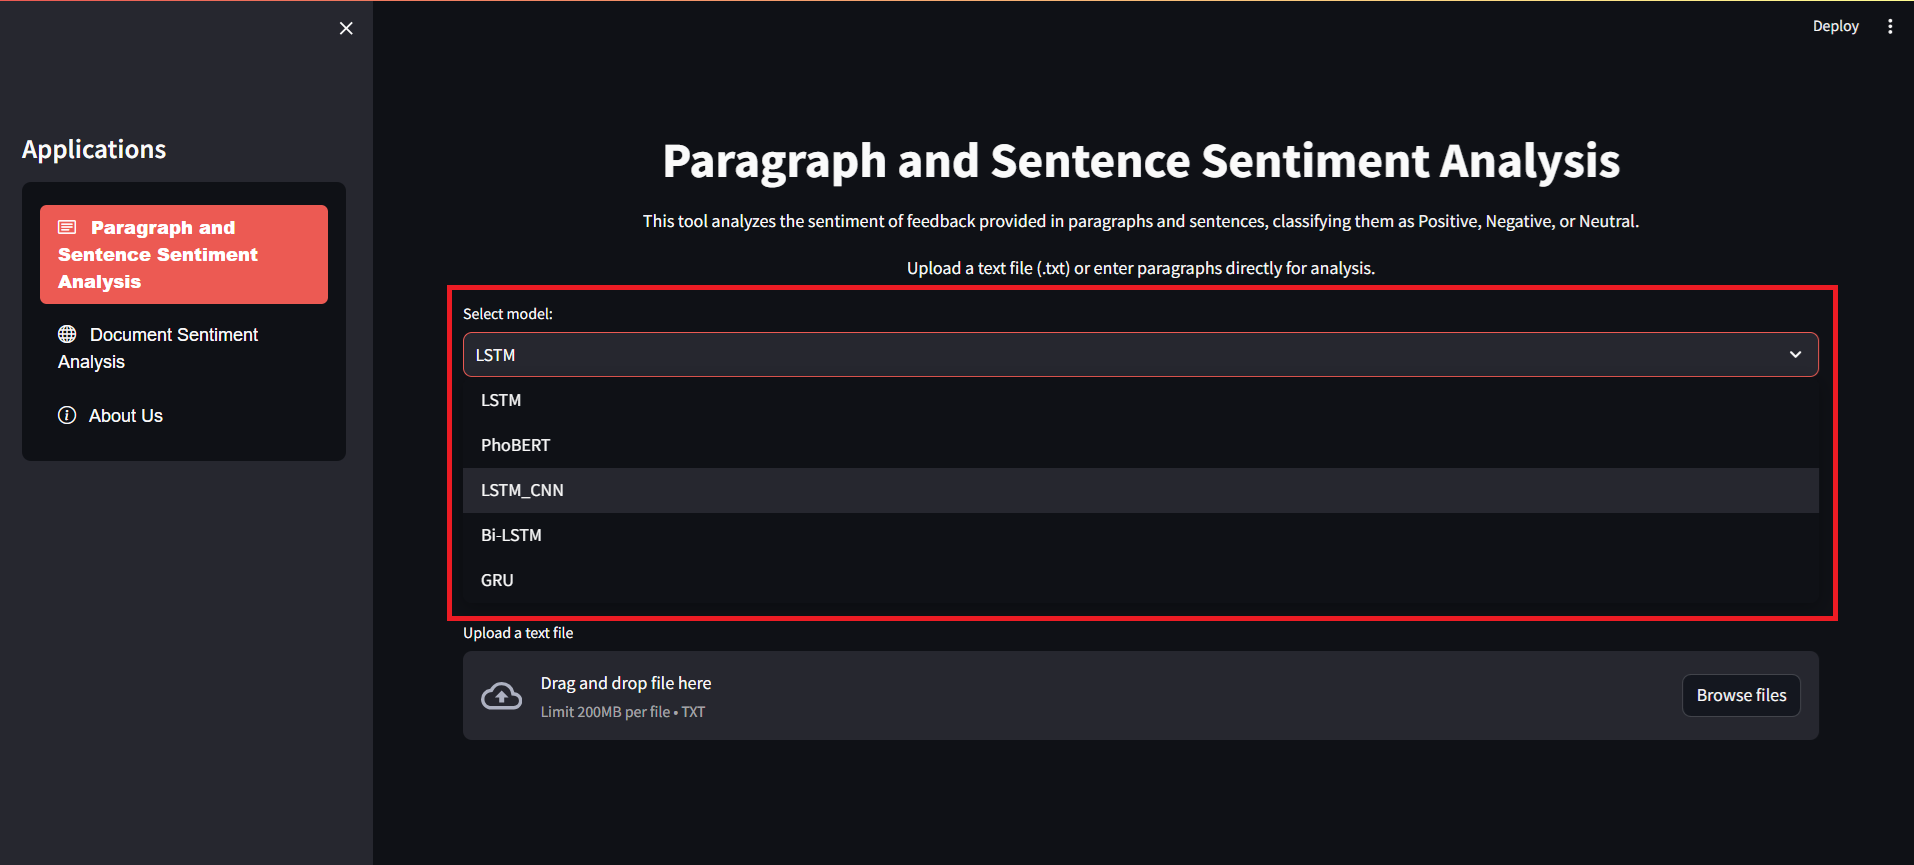 Deploy
Applications
Paragraph and
Sentence Sentiment
Analysis
Document Sentiment
Analysis
About Us
Paragraph and Sentence Sentiment Analysis
This tool analyzes the sentiment of feedback provided in paragraphs and sentences, classifying them as Positive, Negative, or Neutral.
Upload a text file (.txt) or enter paragraphs directly for analysis.
Select model:
LSTM
LSTM
PhoBERT
LSTM_CNN
Bi-LSTM
GRU
Upload a text file
Drag and drop file here
Limit 200MB per file • TXT
Browse files